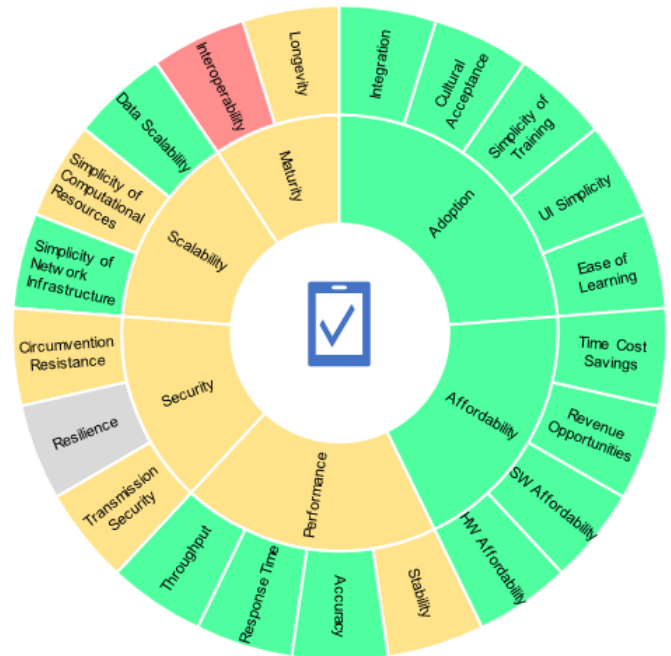 Longevity
Integration
Cultural
Acceptance
Simplicity of
Training
UI Simplicity
Ease of
Learning
Time Cost
Savings
Revenue
Opportunities
SW Affordability
HW Affordability
Stability
Accuracy
Response Time
Throughput
Transmission
Security
Resilience
Circumvention
Resistance
Simplicity of
Network
Infrastructure
Simplicity of
Computational
Resources
Data Scalability
Interoperability
Maturity
Adoption
Affordability
Performance
Security
Scalability